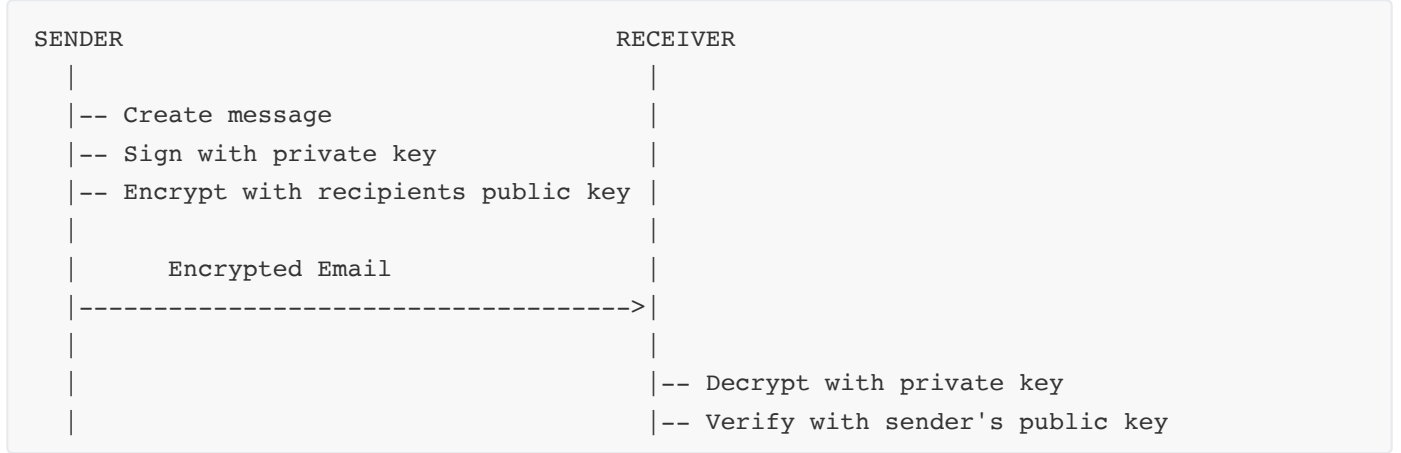 SENDER                                 RECEIVER
  |                                       |
  |-- Create message                      |
  |-- Sign with private key               |
  |-- Encrypt with recipients public key |
  |                                       |
  |      Encrypted Email                  |
  |------------------------------------->|
  |                                       |
  |                                       |-- Decrypt with private key
  |                                       |-- Verify with sender's public key